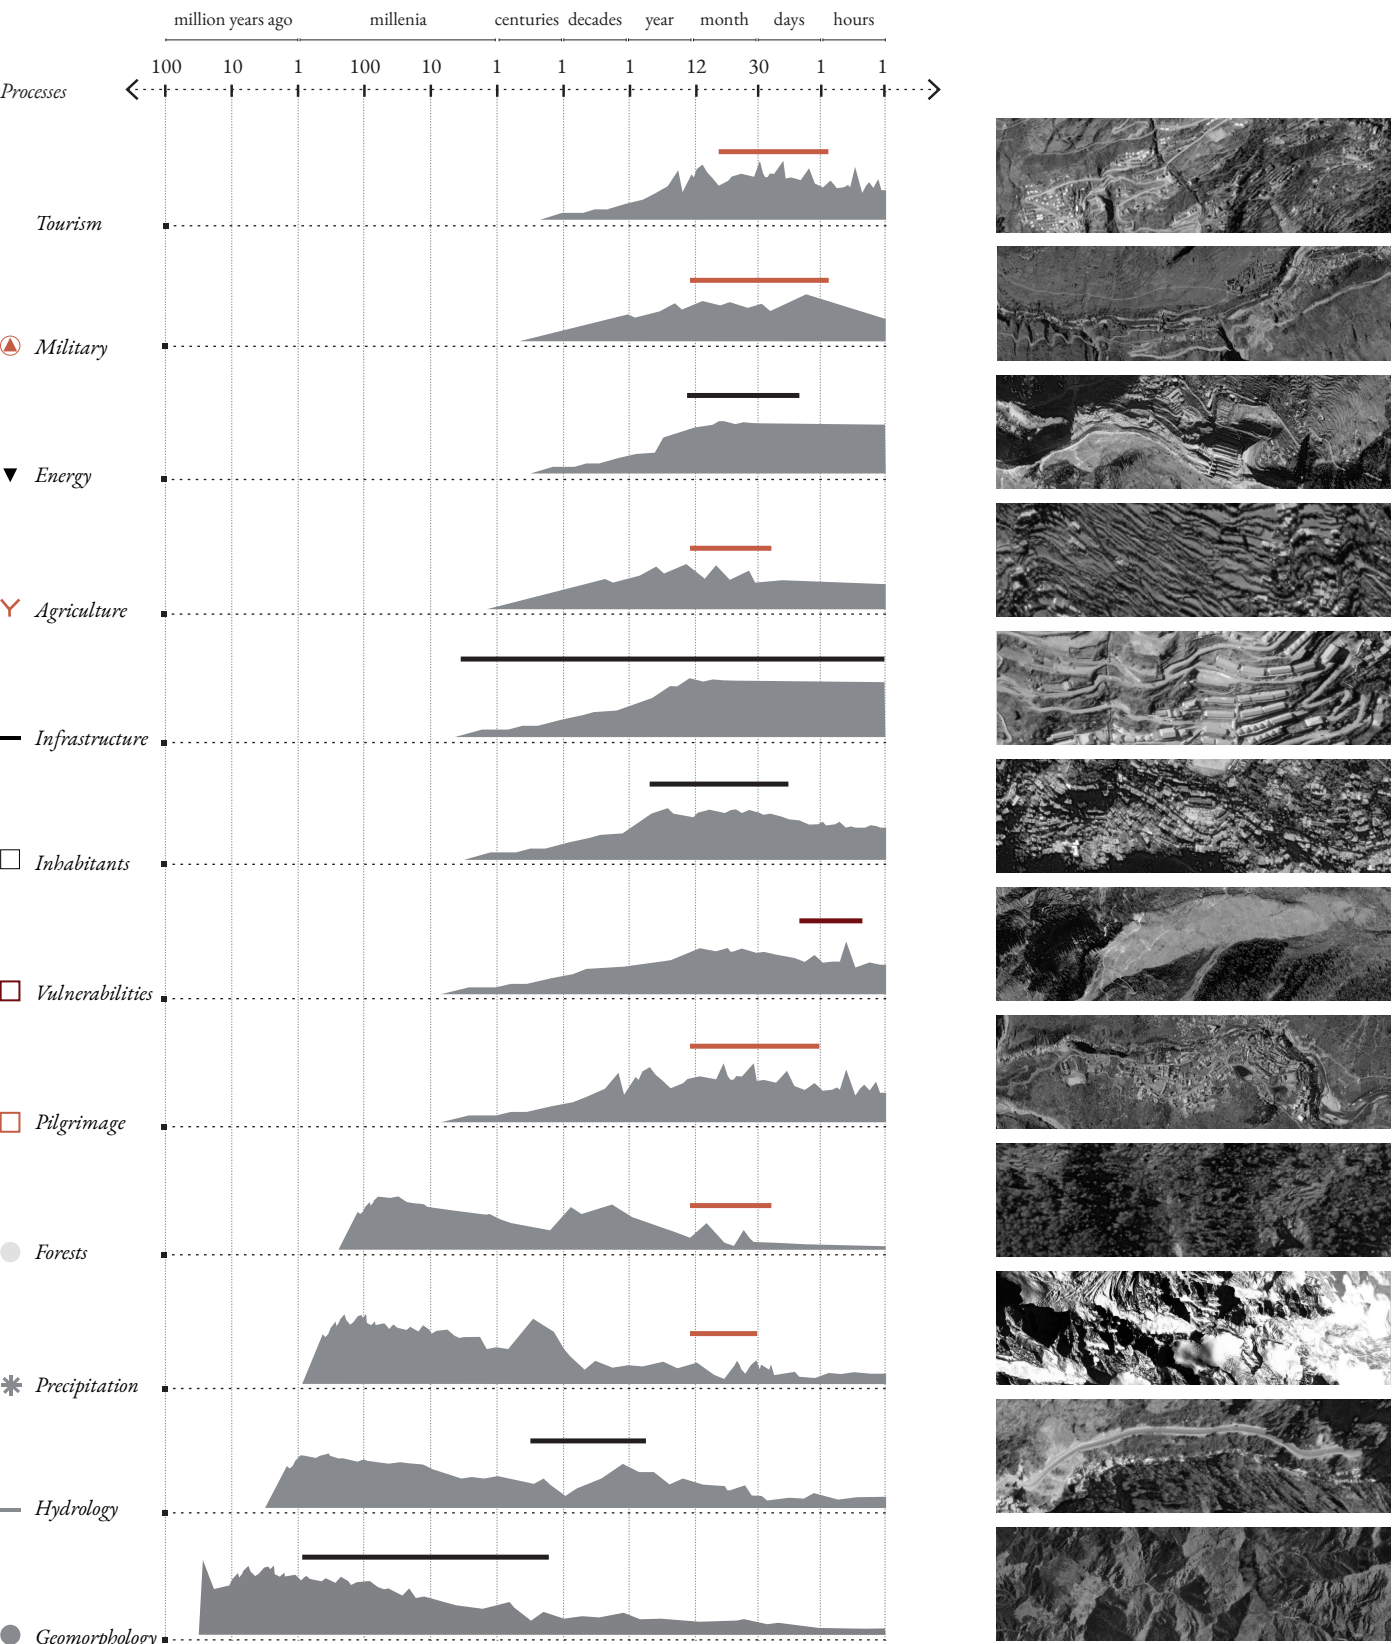 million years ago millenia centuries decades year month days hours
100 10 1 100 10 1 1 1 12 30 1 1
Processes
Tourism
Military
Energy
Agriculture
Infrastructure
Inhabitants
Vulnerabilities
Pilgrimage
Forests
Precipitation
Hydrology
Geomorphology